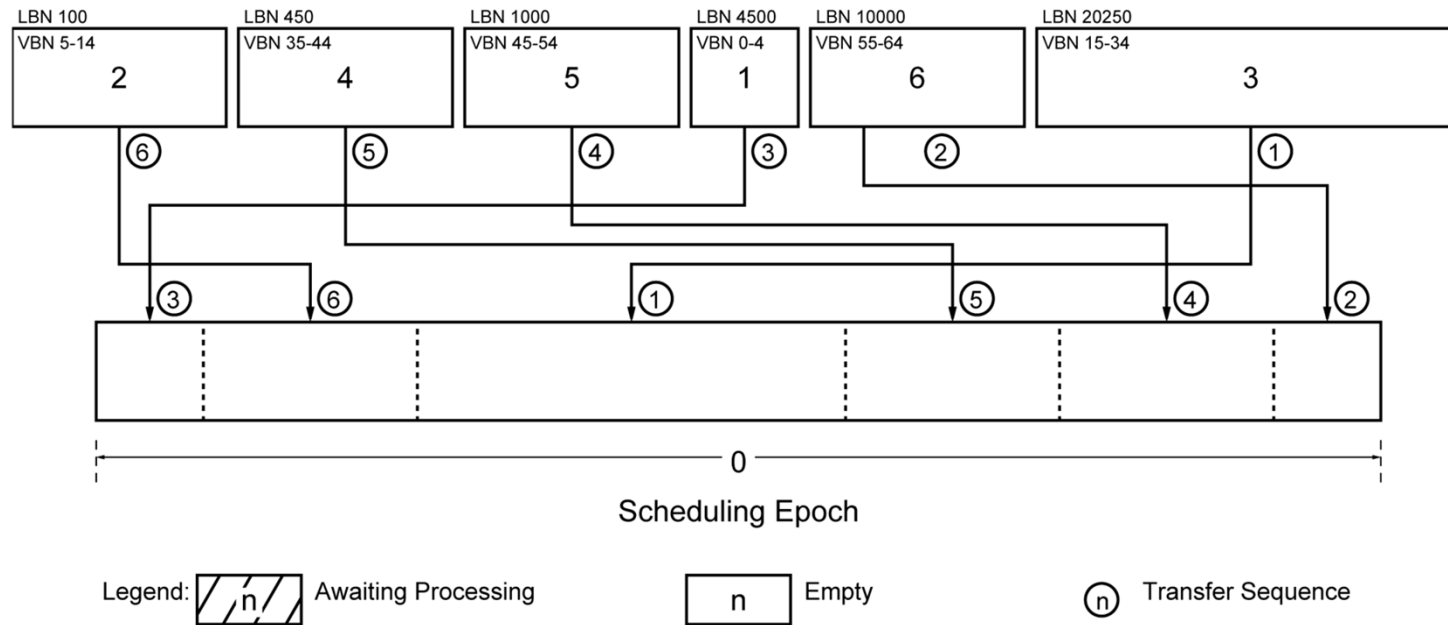 LBN 100 LBN 450 LBN 1000 LBN 4500 LBN 10000 LBN 20250
VBN 5-14 VBN 35-44 VBN 45-54 VBN 0-4 VBN 55-64 VBN 15-34
2 4 5 1 6 3
6 5 4 3 2 1
3 6 1 5 4 2
0
Scheduling Epoch
Legend: n Awaiting Processing n Empty n Transfer Sequence